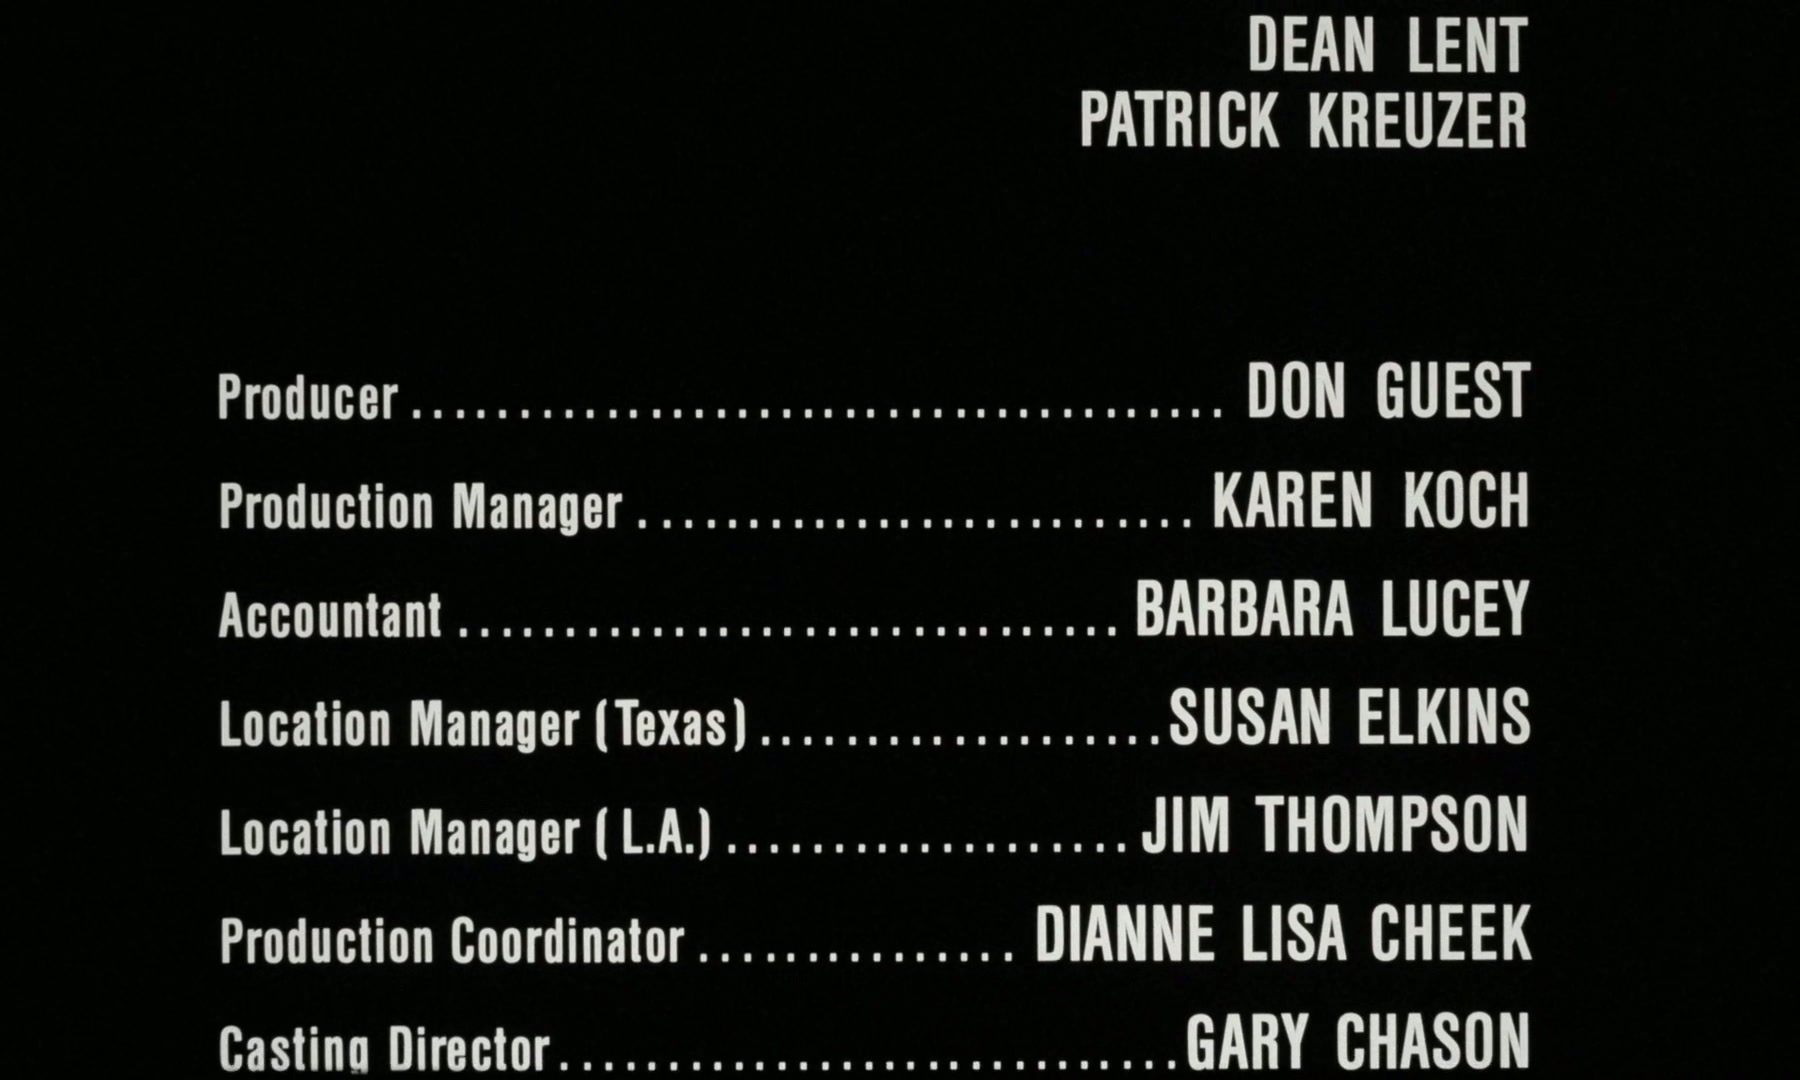 DEAN LENT
PATRICK KREUZER
Producer.....................................DON GUEST
Production Manager..........................KAREN KOCH
Accountant...............................BARBARA LUCEY
Location Manager (Texas)...................SUSAN ELKINS
Location Manager (L.A.)...................JIM THOMPSON
Production Coordinator...............DIANNE LISA CHEEK
Casting Director.............................GARY CHASON